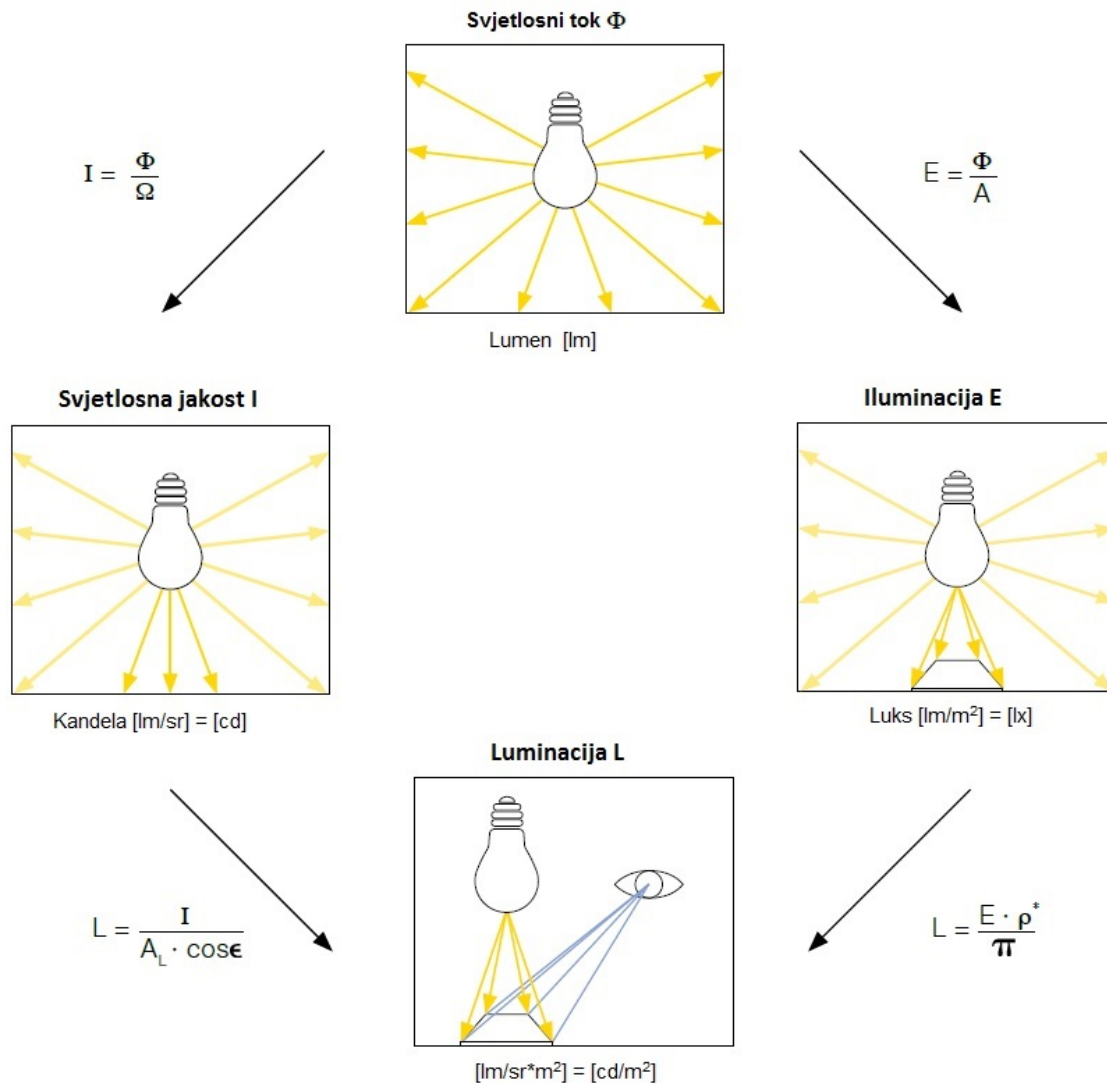 Svjetlosni tok Φ
I = Φ/Ω
E = Φ/A
Lumen [lm]
Svjetlosna jakost I
Iluminacija E
Kandela [lm/sr] = [cd]
Luks [lm/m²] = [lx]
Luminacija L
L = I/(A_L · cosϵ)
L = E · ρ*/π
[lm/sr*m²] = [cd/m²]